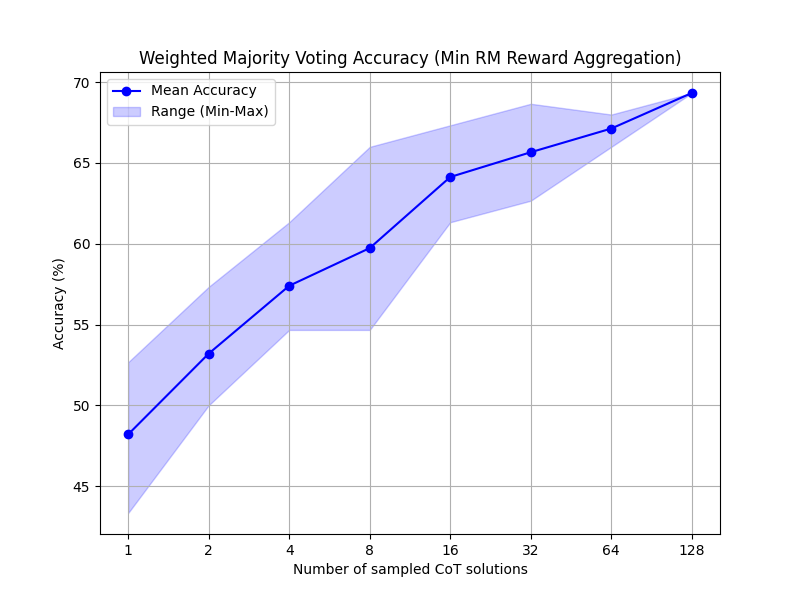 Weighted Majority Voting Accuracy (Min RM Reward Aggregation)
Mean Accuracy
Range (Min-Max)
Accuracy (%)
70
65
60
55
50
45
1 2 4 8 16 32 64 128
Number of sampled CoT solutions